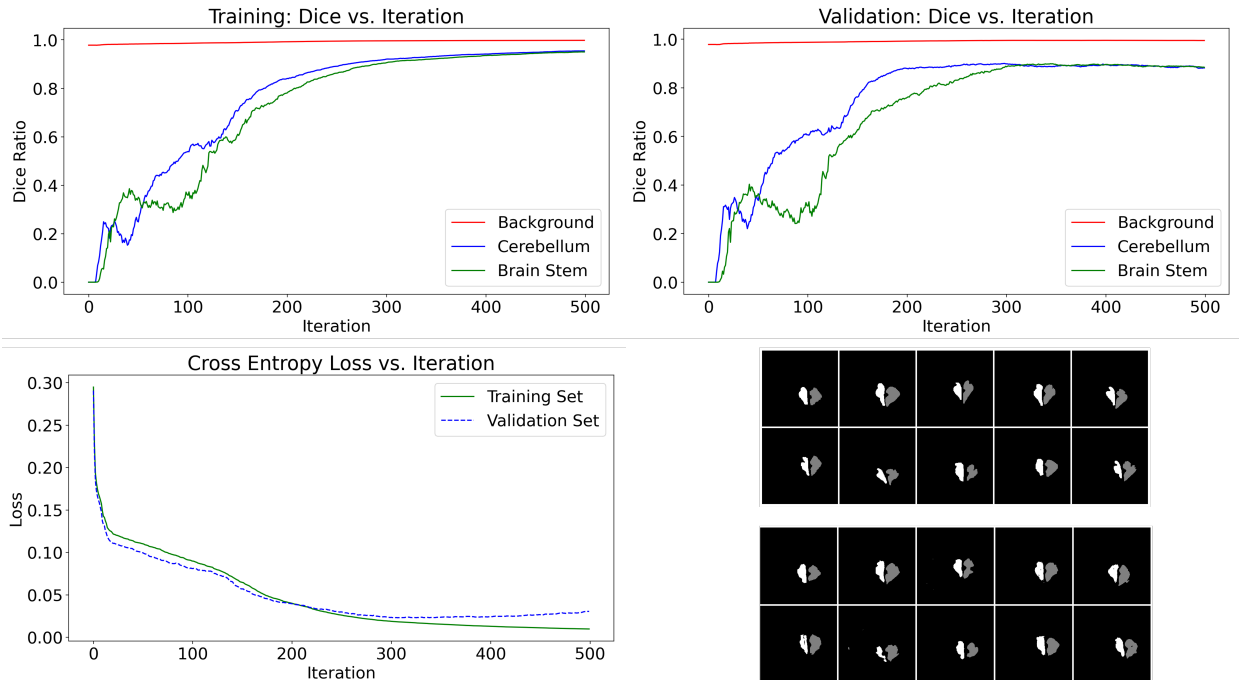 Training: Dice vs. Iteration
1.0
0.8
0.6
0.4
0.2
0.0
Dice Ratio
Background
Cerebellum
Brain Stem
0 100 200 300 400 500
Iteration
Validation: Dice vs. Iteration
1.0
0.8
0.6
0.4
0.2
0.0
Dice Ratio
Background
Cerebellum
Brain Stem
0 100 200 300 400 500
Iteration
Cross Entropy Loss vs. Iteration
0.30
0.25
0.20
0.15
0.10
0.05
0.00
Loss
Training Set
Validation Set
0 100 200 300 400 500
Iteration